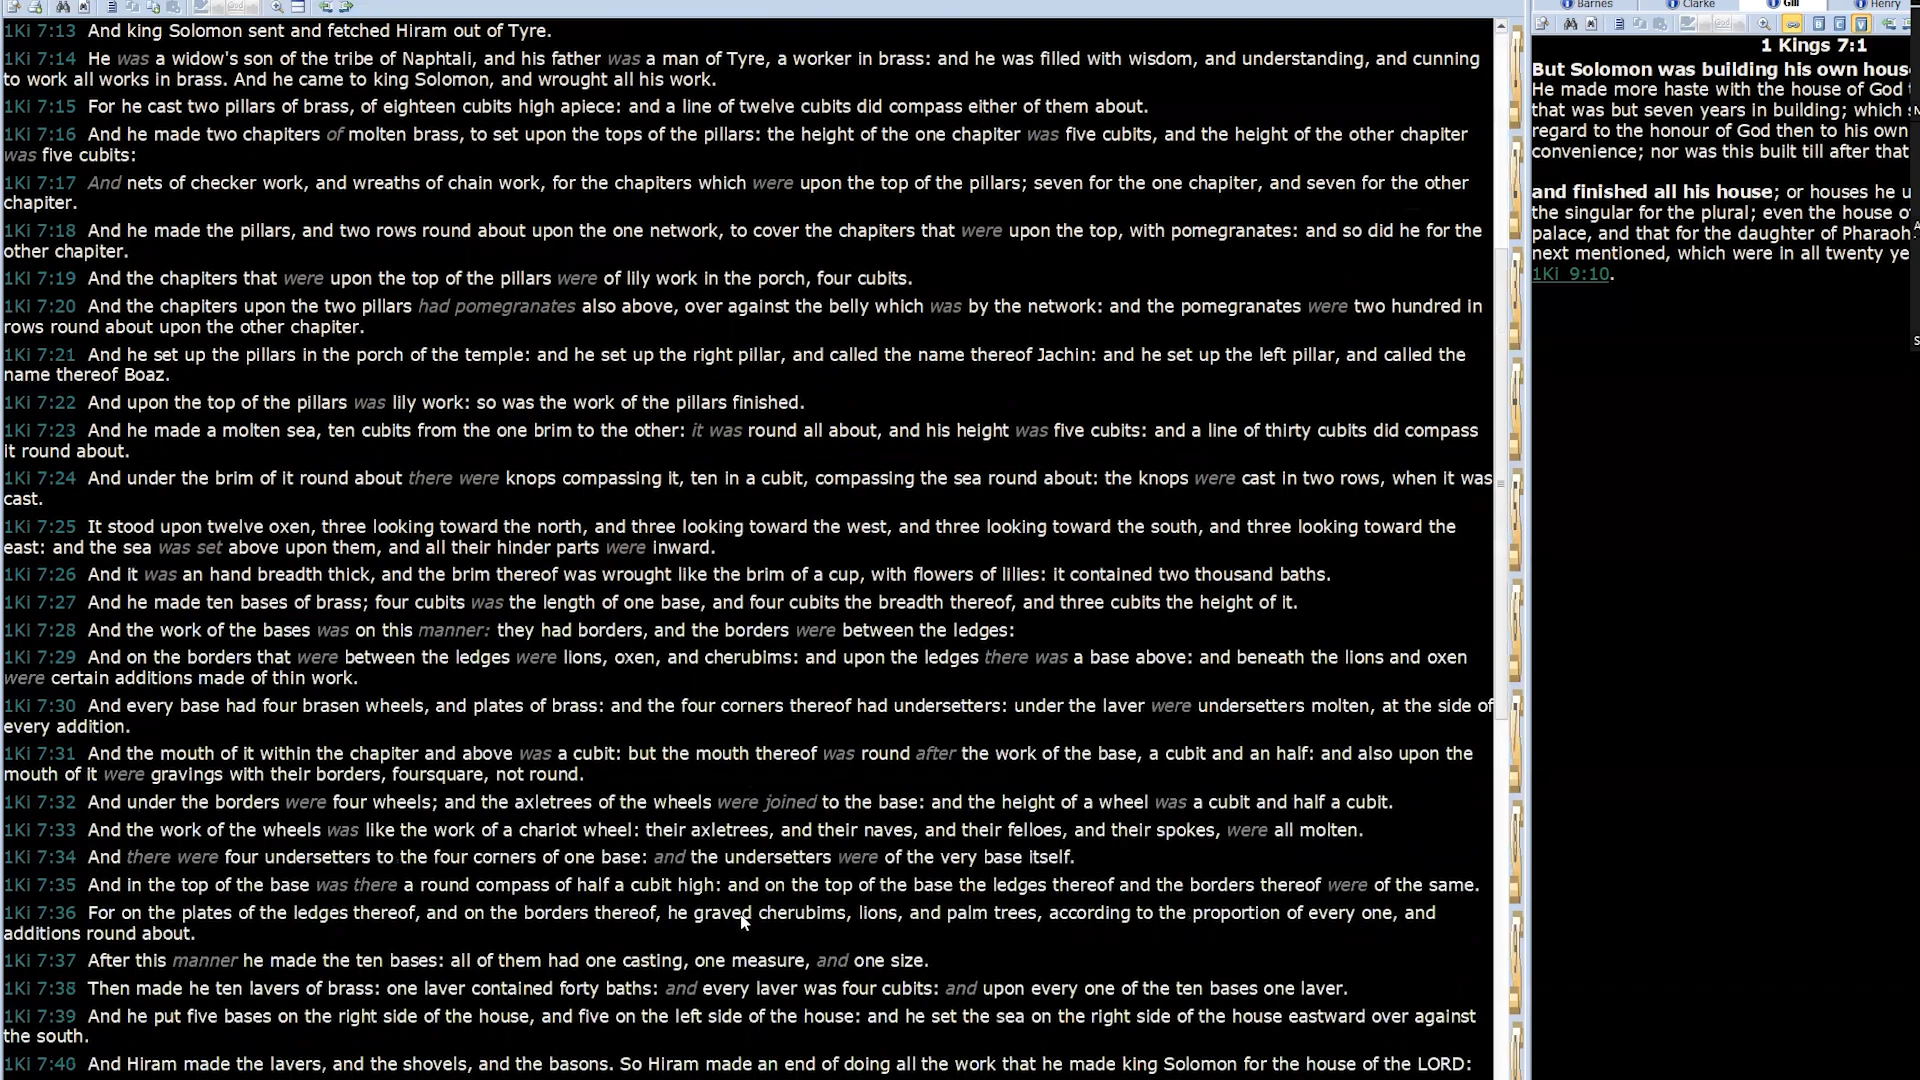 1Ki 7:13 And king Solomon sent and fetched Hiram out of Tyre.
1Ki 7:14 He was a widow's son of the tribe of Naphtali, and his father was a man of Tyre, a worker in brass: and he was filled with wisdom, and understanding, and cunning
to work all works in brass. And he came to king Solomon, and wrought all his work.
1Ki 7:15 For he cast two pillars of brass, of eighteen cubits high apiece: and a line of twelve cubits did compass either of them about.
1Ki 7:16 And he made two chapiters of molten brass, to set upon the tops of the pillars: the height of the one chapiter was five cubits, and the height of the other chapiter
was five cubits:
1Ki 7:17 And nets of checker work, and wreaths of chain work, for the chapiters which were upon the top of the pillars; seven for the one chapiter, and seven for the other
chapiter.
1Ki 7:18 And he made the pillars, and two rows round about upon the one network, to cover the chapiters that were upon the top, with pomegranates: and so did he for the
other chapiter.
1Ki 7:19 And the chapiters that were upon the top of the pillars were of lily work in the porch, four cubits.
1Ki 7:20 And the chapiters upon the two pillars had pomegranates also above, over against the belly which was by the network: and the pomegranates were two hundred in
rows round about upon the other chapiter.
1Ki 7:21 And he set up the pillars in the porch of the temple: and he set up the right pillar, and called the name thereof Jachin: and he set up the left pillar, and called the
name thereof Boaz.
1Ki 7:22 And upon the top of the pillars was lily work: so was the work of the pillars finished.
1Ki 7:23 And he made a molten sea, ten cubits from the one brim to the other: it was round all about, and his height was five cubits: and a line of thirty cubits did compass
it round about.
1Ki 7:24 And under the brim of it round about there were knops compassing it, ten in a cubit, compassing the sea round about: the knops were cast in two rows, when it was
cast.
1Ki 7:25 It stood upon twelve oxen, three looking toward the north, and three looking toward the west, and three looking toward the south, and three looking toward the
east: and the sea was set above upon them, and all their hinder parts were inward.
1Ki 7:26 And it was an hand breadth thick, and the brim thereof was wrought like the brim of a cup, with flowers of lilies: it contained two thousand baths.
1Ki 7:27 And he made ten bases of brass; four cubits was the length of one base, and four cubits the breadth thereof, and three cubits the height of it.
1Ki 7:28 And the work of the bases was on this manner: they had borders, and the borders were between the ledges:
1Ki 7:29 And on the borders that were between the ledges were lions, oxen, and cherubims: and upon the ledges there was a base above: and beneath the lions and oxen
were certain additions made of thin work.
1Ki 7:30 And every base had four brasen wheels, and plates of brass: and the four corners thereof had undersetters: under the laver were undersetters molten, at the side of
every addition.
1Ki 7:31 And the mouth of it within the chapiter and above was a cubit: but the mouth thereof was round after the work of the base, a cubit and an half: and also upon the
mouth of it were gravings with their borders, foursquare, not round.
1Ki 7:32 And under the borders were four wheels; and the axletrees of the wheels were joined to the base: and the height of a wheel was a cubit and half a cubit.
1Ki 7:33 And the work of the wheels was like the work of a chariot wheel: their axletrees, and their naves, and their felloes, and their spokes, were all molten.
1Ki 7:34 And there were four undersetters to the four corners of one base: and the undersetters were of the very base itself.
1Ki 7:35 And in the top of the base was there a round compass of half a cubit high: and on the top of the base the ledges thereof and the borders thereof were of the same.
1Ki 7:36 For on the plates of the ledges thereof, and on the borders thereof, he graved cherubims, lions, and palm trees, according to the proportion of every one, and
additions round about.
1Ki 7:37 After this manner he made the ten bases: all of them had one casting, one measure, and one size.
1Ki 7:38 Then made he ten lavers of brass: one laver contained forty baths: and every laver was four cubits: and upon every one of the ten bases one laver.
1Ki 7:39 And he put five bases on the right side of the house, and five on the left side of the house: and he set the sea on the right side of the house eastward over against
the south.
1Ki 7:40 And Hiram made the lavers, and the shovels, and the basons. So Hiram made an end of doing all the work that he made king Solomon for the house of the LORD:
Barnes Clarke Gill Henry
1 Kings 7:1
But Solomon was building his own hous
He made more haste with the house of God
that was but seven years in building; which
regard to the honour of God then to his own
convenience; nor was this built till after that
and finished all his house; or houses he u
the singular for the plural; even the house of
palace, and that for the daughter of Pharaoh
next mentioned, which were in all twenty ye
1Ki 9:10.